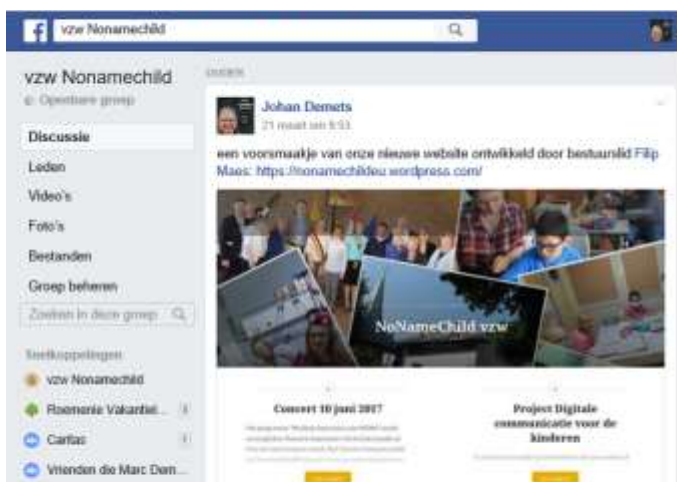 vzw Nonamechild
vzw Nonamechild
Openbare groep
Discussie
Leden
Video's
Foto's
Bestanden
Groep beheren
Zoeken in deze groep
Snelkoppelingen
vzw Nonamechild
Roemenie Vakantiel...
Caritas
Vrienden die Marc Dem...
OUDERE
Johan Demets
21 maart om 9:53
een voorsmaakje van onze nieuwe website ontwikkeld door bestuurslid Filip
Maes: https://nonamechildeu.wordpress.com/
NoNameChild vzw
Concert 10 juni 2017
Project Digitale
communicatie voor de
kinderen